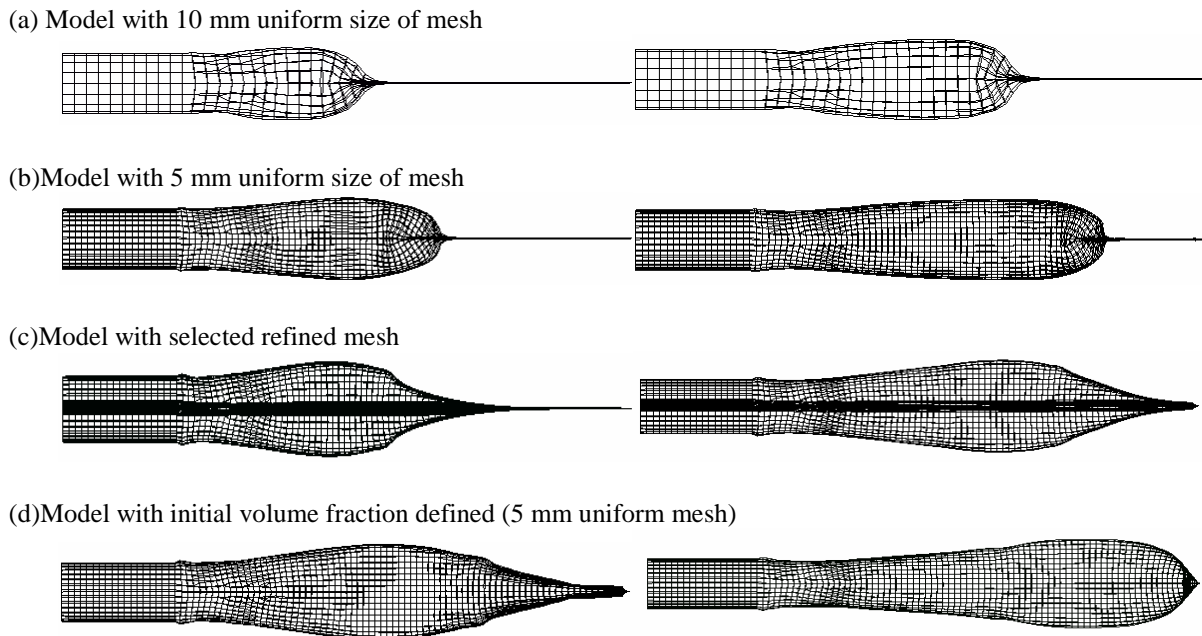 (a) Model with 10 mm uniform size of mesh
(b)Model with 5 mm uniform size of mesh
(c)Model with selected refined mesh
(d)Model with initial volume fraction defined (5 mm uniform mesh)